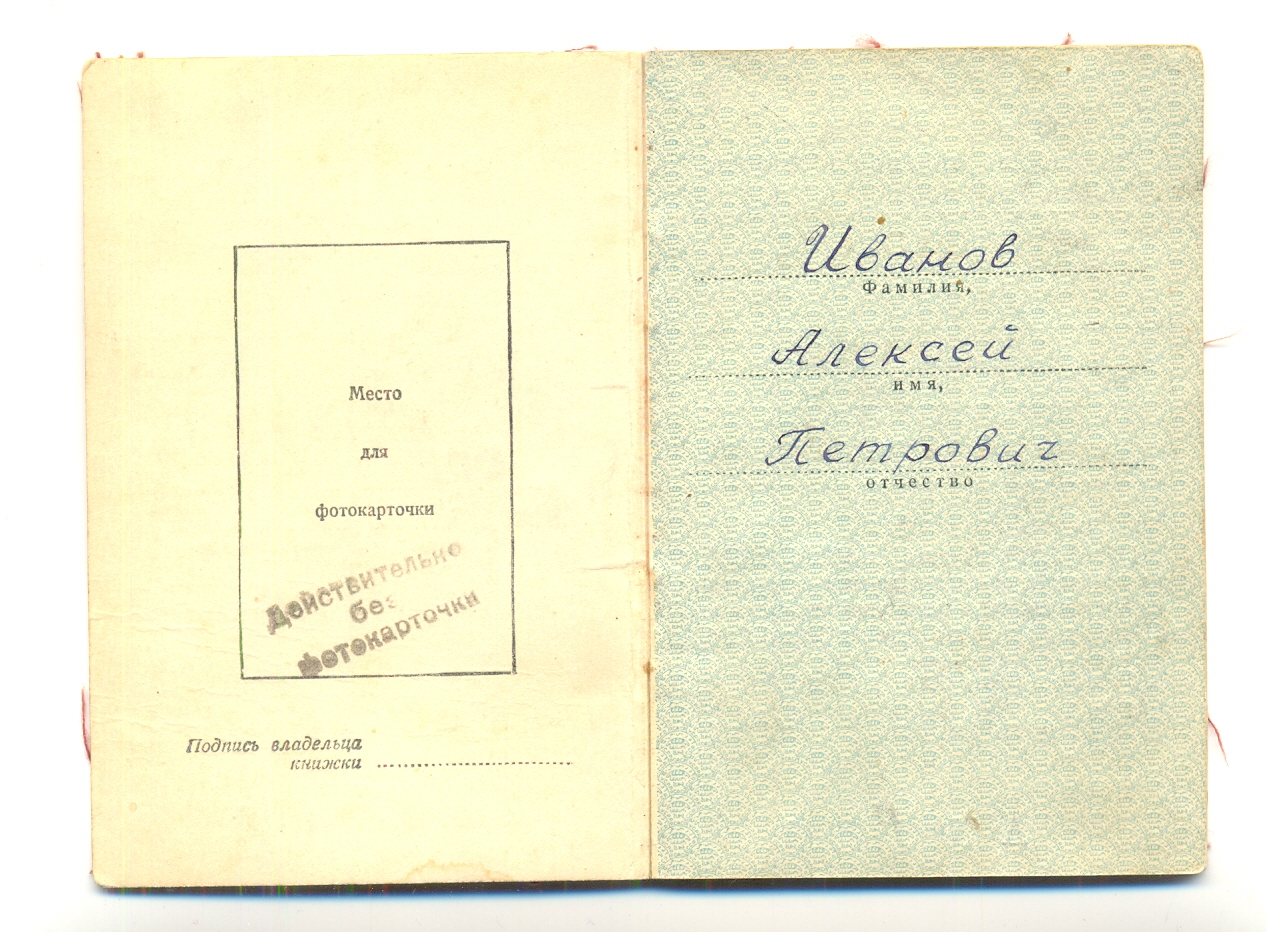 Место
для
фотокарточки
Действительно
без
фотокарточки
Подпись владельца
книжки
Иванов
Фамилия,
Алексей
имя,
Петрович
отчество